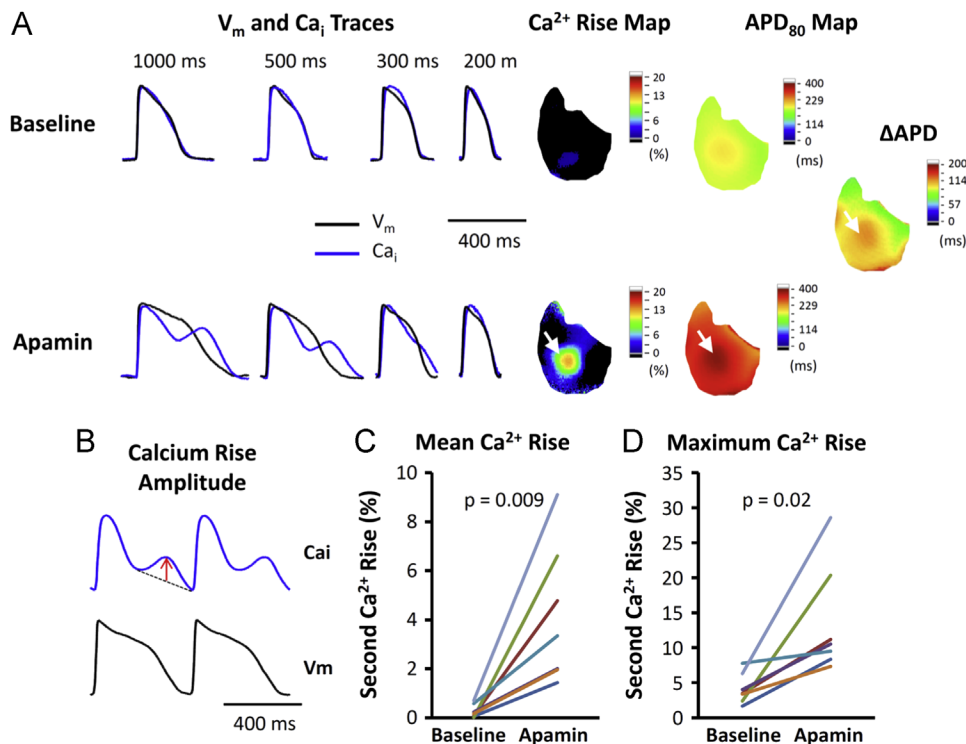 A
V_m and Ca_i Traces
Ca²⁺ Rise Map
APD₈₀ Map
1000 ms
500 ms
300 ms
200 m
Baseline
20
13
6
0
(%)
400
229
114
0
(ms)
ΔAPD
200
114
57
0
(ms)
V_m
Ca_i
400 ms
Apamin
20
13
6
0
(%)
400
229
114
0
(ms)
B
Calcium Rise
Amplitude
Cai
Vm
400 ms
C
Mean Ca²⁺ Rise
Second Ca²⁺ Rise (%)
10
8
6
4
2
0
p = 0.009
Baseline
Apamin
D
Maximum Ca²⁺ Rise
Second Ca²⁺ Rise (%)
35
30
25
20
15
10
5
0
p = 0.02
Baseline
Apamin